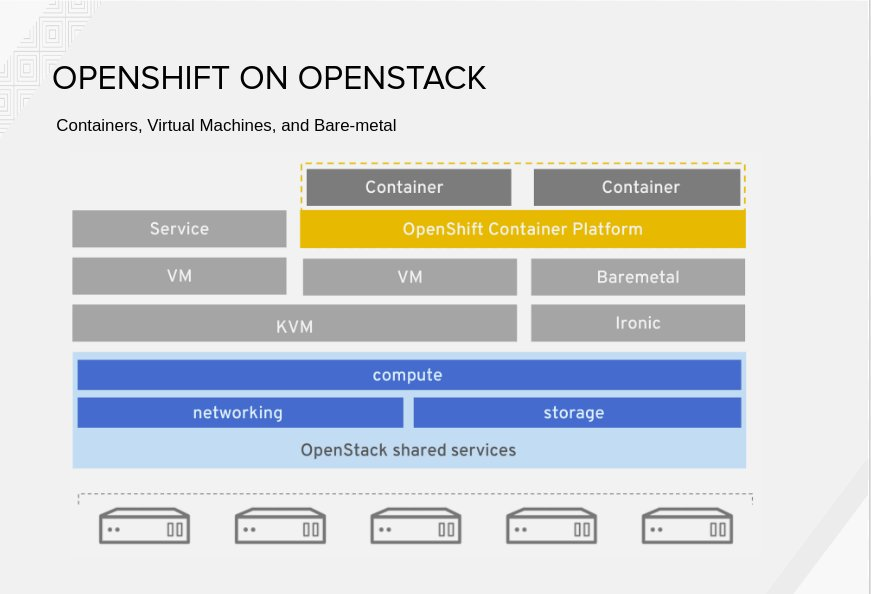 OPENSHIFT ON OPENSTACK
Containers, Virtual Machines, and Bare-metal
Container Container
Service OpenShift Container Platform
VM VM Baremetal
KVM Ironic
compute
networking storage
OpenStack shared services